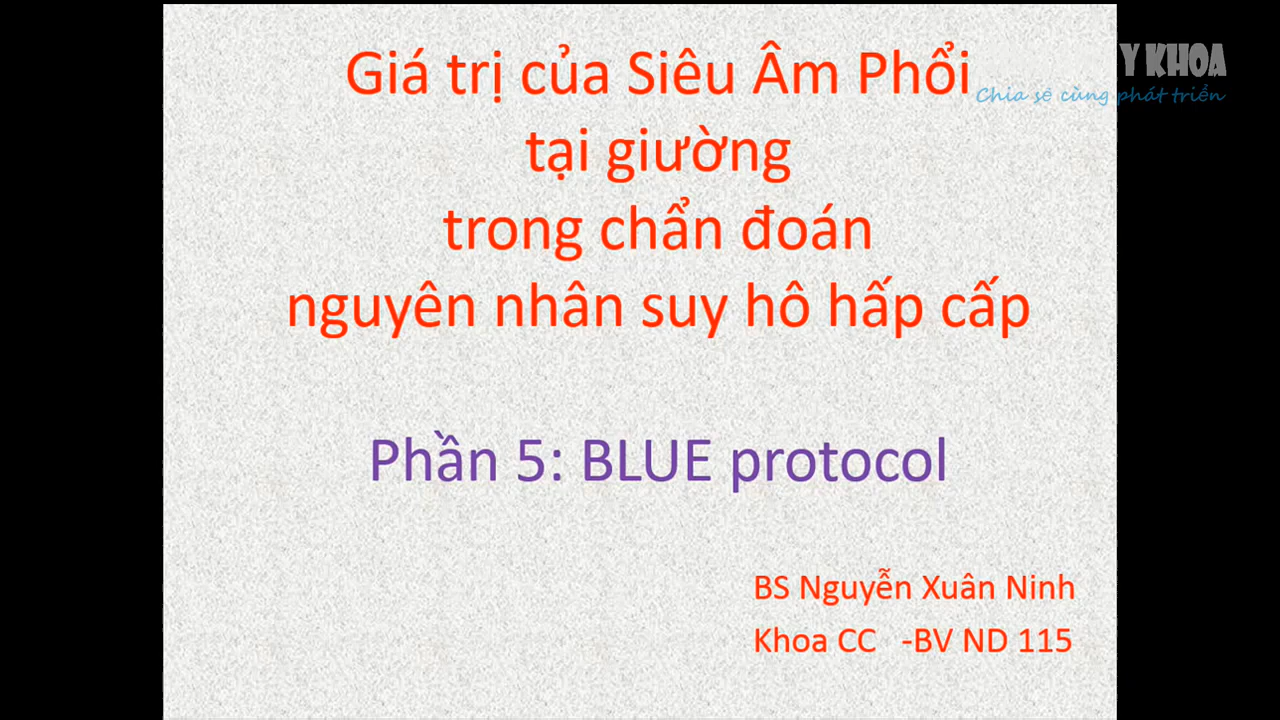 Giá trị của Siêu Âm Phổi
tại giường
trong chẩn đoán
nguyên nhân suy hô hấp cấp
Phần 5: BLUE protocol
BS Nguyễn Xuân Ninh
Khoa CC -BV ND 115
Y KHOA
Chia sẽ cùng phát triển